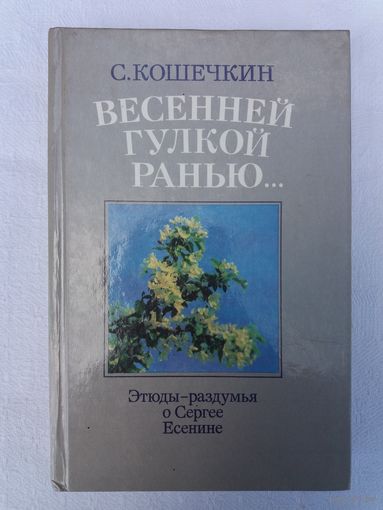 С.КОШЕЧКИН
ВЕСЕННЕЙ
ГУЛКОЙ
РАНЬЮ...
Этюды-раздумья
о Сергее
Есенине